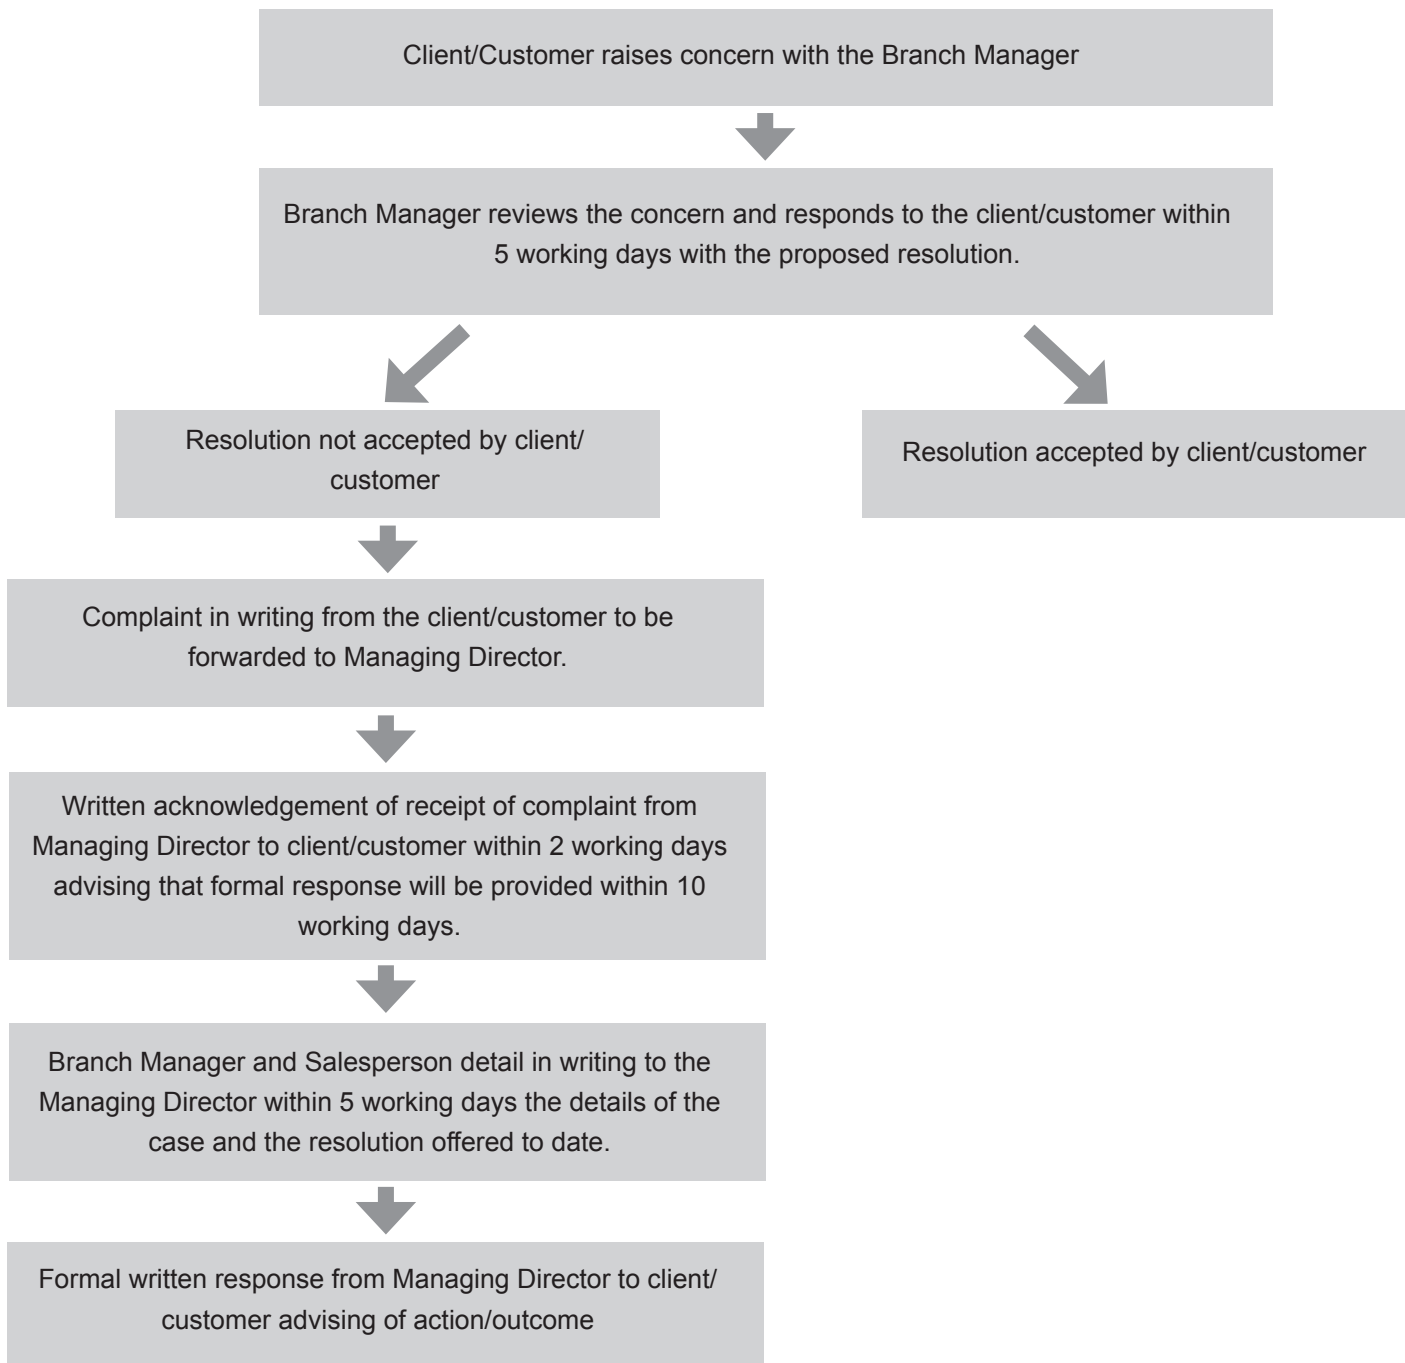 Client/Customer raises concern with the Branch Manager
Branch Manager reviews the concern and responds to the client/customer within
5 working days with the proposed resolution.
Resolution not accepted by client/
customer
Resolution accepted by client/customer
Complaint in writing from the client/customer to be
forwarded to Managing Director.
Written acknowledgement of receipt of complaint from
Managing Director to client/customer within 2 working days
advising that formal response will be provided within 10
working days.
Branch Manager and Salesperson detail in writing to the
Managing Director within 5 working days the details of the
case and the resolution offered to date.
Formal written response from Managing Director to client/
customer advising of action/outcome